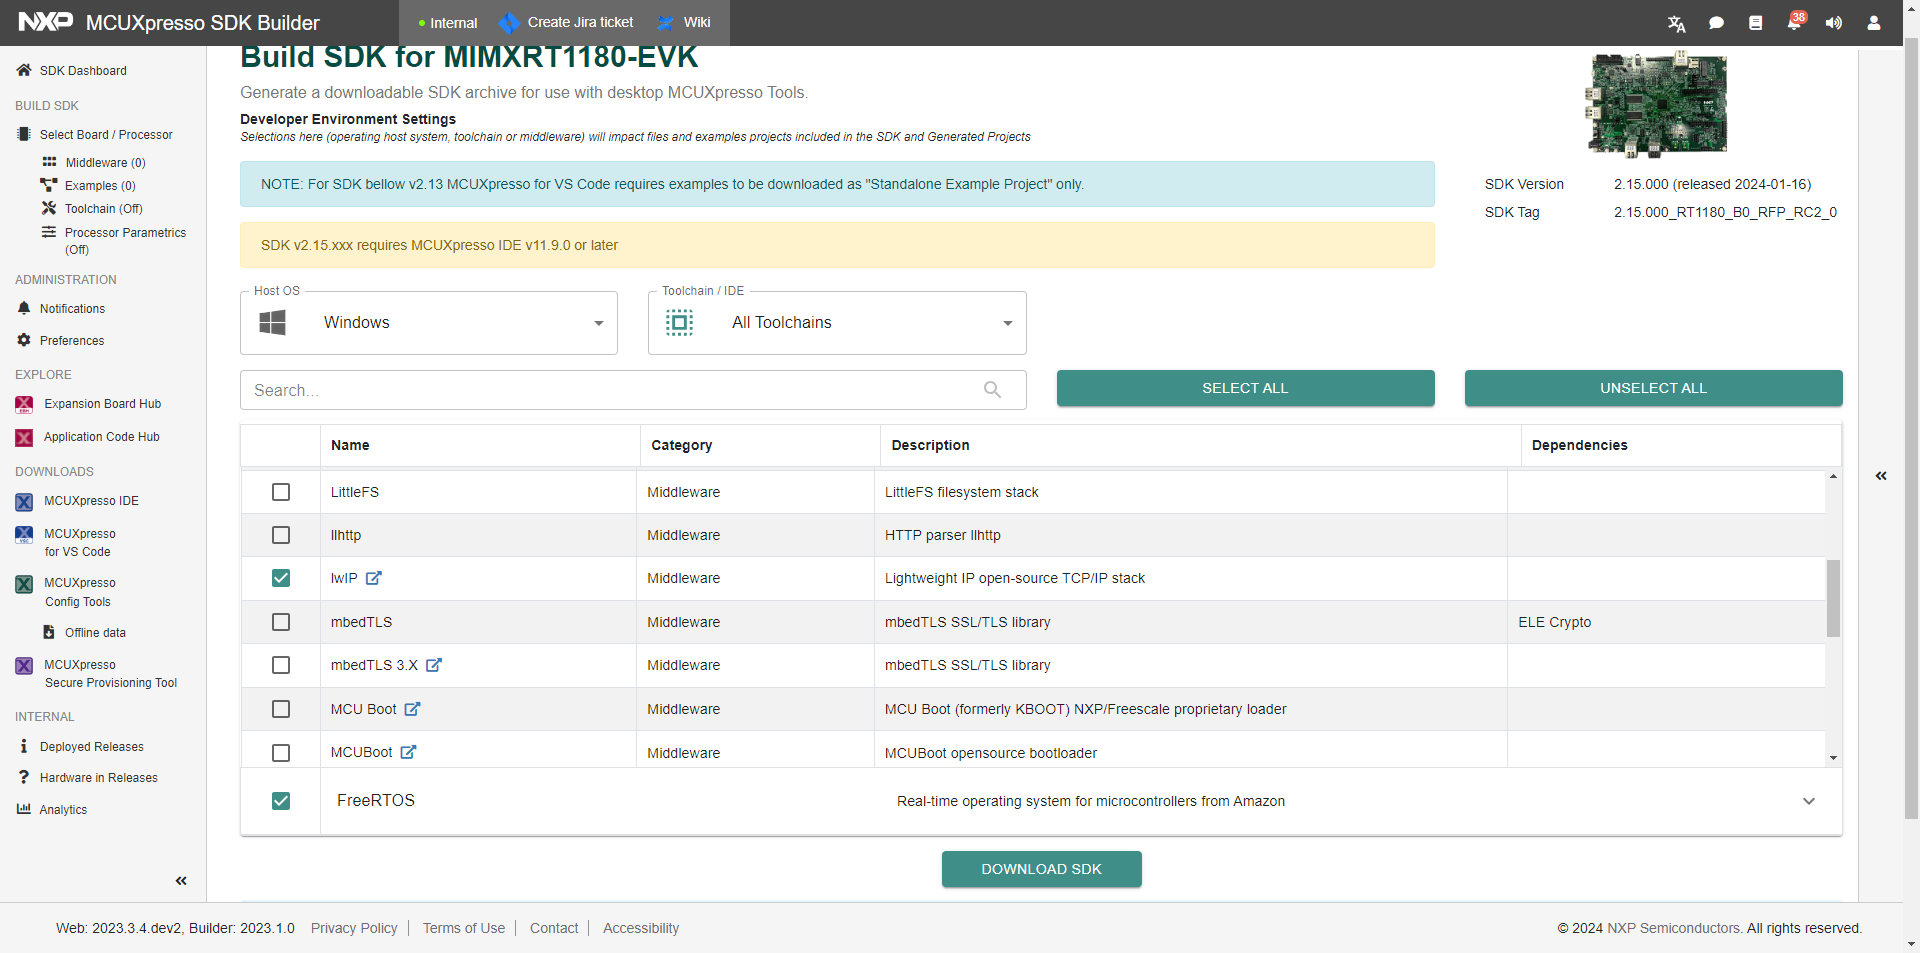 NXP MCUXpresso SDK Builder
Internal
Create Jira ticket
Wiki
38
SDK Dashboard
BUILD SDK
Select Board / Processor
Middleware (0)
Examples (0)
Toolchain (Off)
Processor Parametrics
(Off)
ADMINISTRATION
Notifications
Preferences
EXPLORE
Expansion Board Hub
Application Code Hub
DOWNLOADS
MCUXpresso IDE
MCUXpresso
for VS Code
MCUXpresso
Config Tools
Offline data
MCUXpresso
Secure Provisioning Tool
INTERNAL
Deployed Releases
Hardware in Releases
Analytics
Build SDK for MIMXRT1180-EVK
Generate a downloadable SDK archive for use with desktop MCUXpresso Tools.
Developer Environment Settings
Selections here (operating host system, toolchain or middleware) will impact files and examples projects included in the SDK and Generated Projects
NOTE: For SDK bellow v2.13 MCUXpresso for VS Code requires examples to be downloaded as "Standalone Example Project" only.
SDK v2.15.xxx requires MCUXpresso IDE v11.9.0 or later
SDK Version 2.15.000 (released 2024-01-16)
SDK Tag 2.15.000_RT1180_B0_RFP_RC2_0
Host OS
Windows
Toolchain / IDE
All Toolchains
Search...
SELECT ALL
UNSELECT ALL
Name Category Description Dependencies
LittleFS Middleware LittleFS filesystem stack
llhttp Middleware HTTP parser llhttp
lwIP Middleware Lightweight IP open-source TCP/IP stack
mbedTLS Middleware mbedTLS SSL/TLS library ELE Crypto
mbedTLS 3.X Middleware mbedTLS SSL/TLS library
MCU Boot Middleware MCU Boot (formerly KBOOT) NXP/Freescale proprietary loader
MCUBoot Middleware MCUBoot opensource bootloader
FreeRTOS Real-time operating system for microcontrollers from Amazon
DOWNLOAD SDK
Web: 2023.3.4.dev2, Builder: 2023.1.0 Privacy Policy Terms of Use Contact Accessibility
© 2024 NXP Semiconductors. All rights reserved.